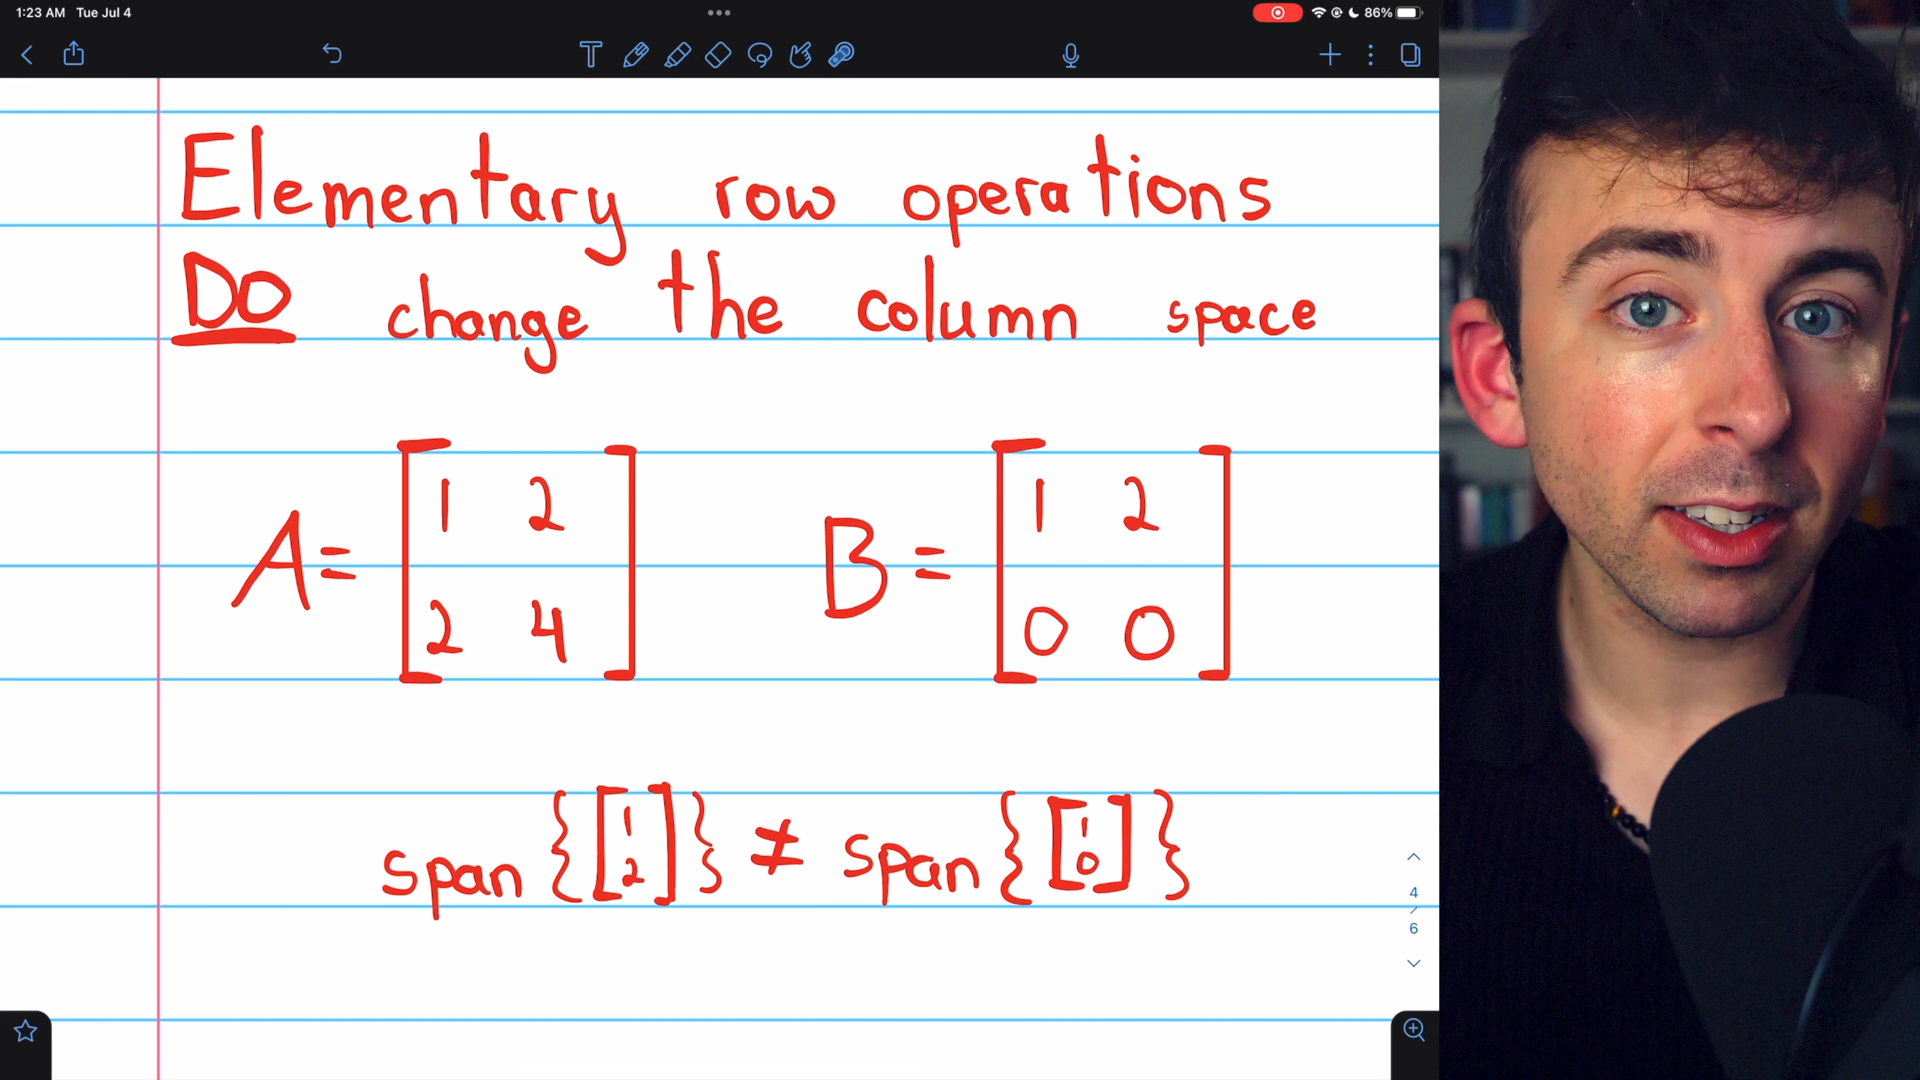 1:23 AM Tue Jul 4
86%
Elementary row operations
DO change the column space
A = [1 2
2 4]
B = [1 2
0 0]
span {[1
2]} ≠ span {[1
0]}
4
/
6